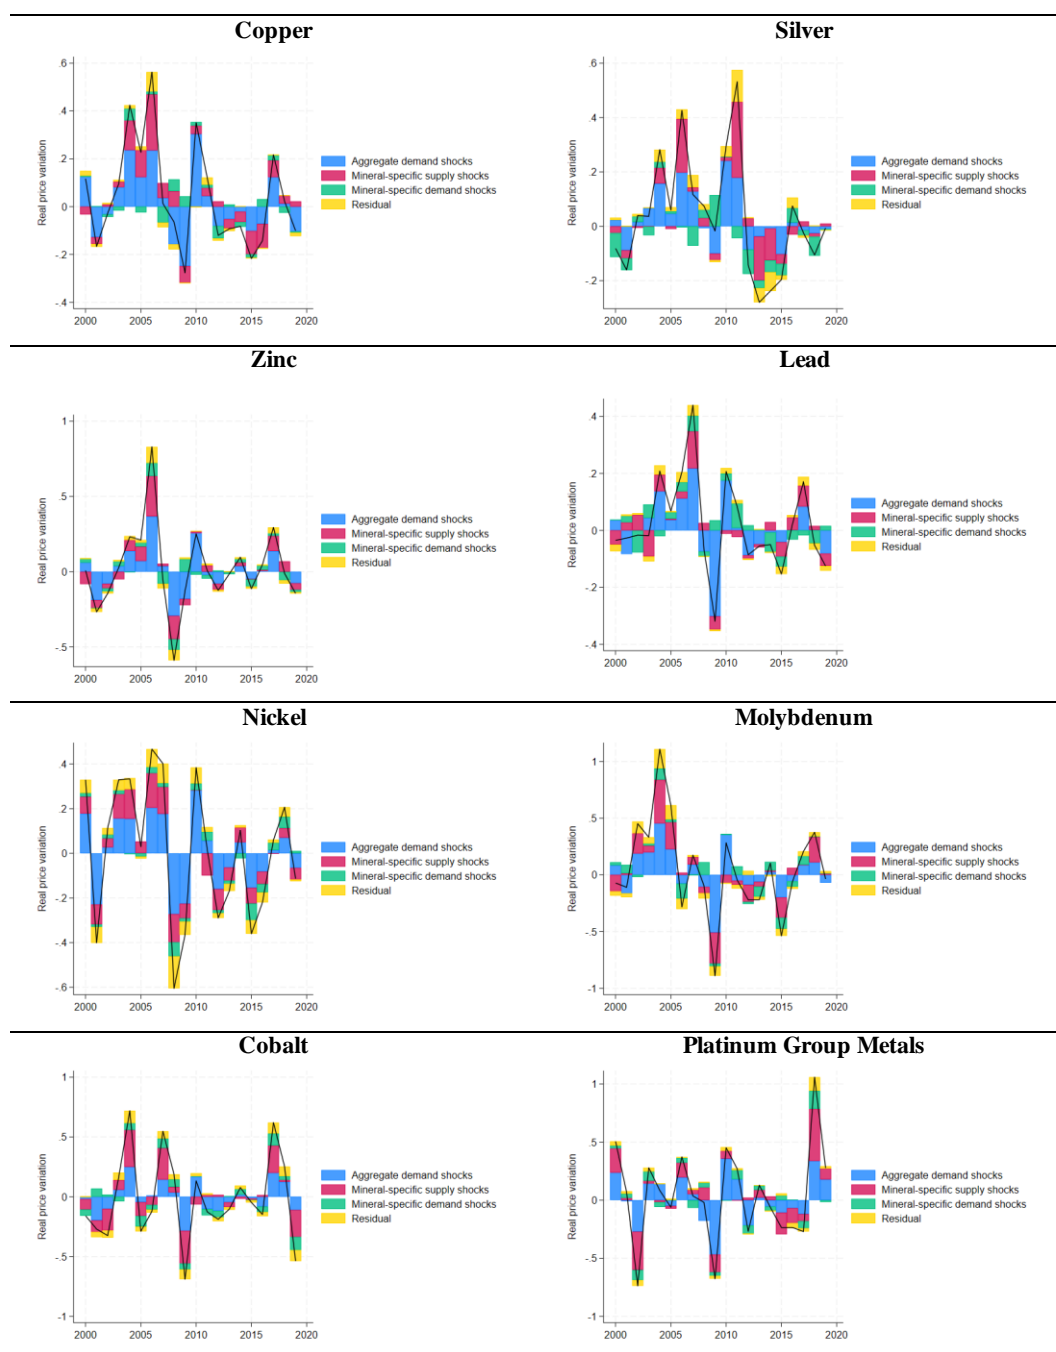 Copper
Silver
.6
.4
.2
0
-.2
-.4
Real price variation
2000 2005 2010 2015 2020
Aggregate demand shocks
Mineral-specific supply shocks
Mineral-specific demand shocks
Residual
.6
.4
.2
0
-.2
Real price variation
2000 2005 2010 2015 2020
Aggregate demand shocks
Mineral-specific supply shocks
Mineral-specific demand shocks
Residual
Zinc
Lead
1
.5
0
-.5
Real price variation
2000 2005 2010 2015 2020
Aggregate demand shocks
Mineral-specific supply shocks
Mineral-specific demand shocks
Residual
.4
.2
0
-.2
-.4
Real price variation
2000 2005 2010 2015 2020
Aggregate demand shocks
Mineral-specific supply shocks
Mineral-specific demand shocks
Residual
Nickel
Molybdenum
.4
.2
0
-.2
-.4
-.6
Real price variation
2000 2005 2010 2015 2020
Aggregate demand shocks
Mineral-specific supply shocks
Mineral-specific demand shocks
Residual
1
.5
0
-.5
-1
Real price variation
2000 2005 2010 2015 2020
Aggregate demand shocks
Mineral-specific supply shocks
Mineral-specific demand shocks
Residual
Cobalt
Platinum Group Metals
1
.5
0
-.5
-1
Real price variation
2000 2005 2010 2015 2020
Aggregate demand shocks
Mineral-specific supply shocks
Mineral-specific demand shocks
Residual
1
.5
0
-.5
-1
Real price variation
2000 2005 2010 2015 2020
Aggregate demand shocks
Mineral-specific supply shocks
Mineral-specific demand shocks
Residual